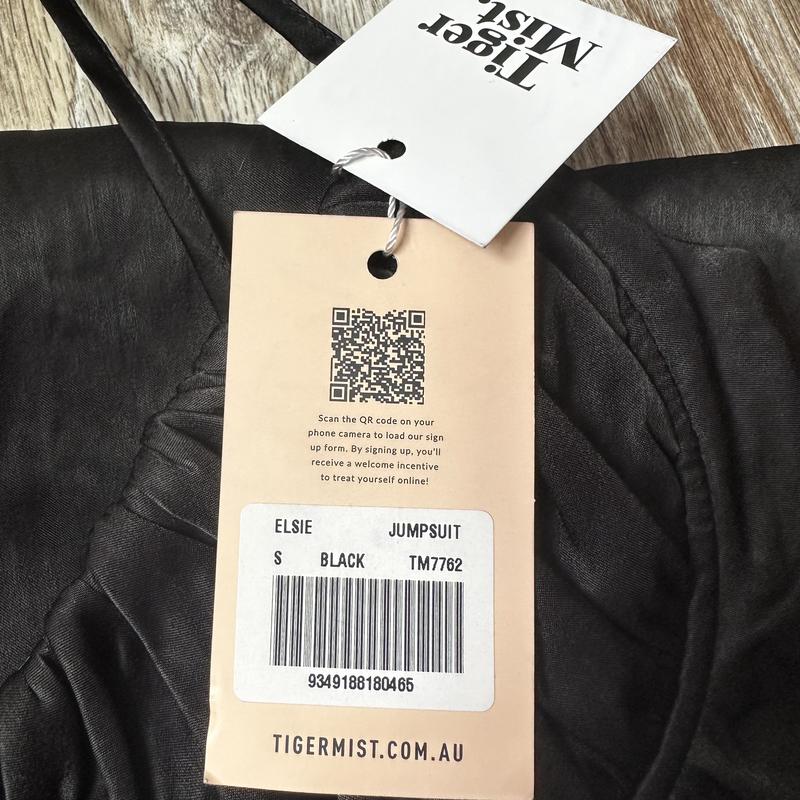 Tiger
Mist.
Scan the QR code on your
phone camera to load our sign
up form. By signing up, you'll
receive a welcome incentive
to treat yourself online!
ELSIE JUMPSUIT
S BLACK TM7762
9349188180465
TIGERMIST.COM.AU